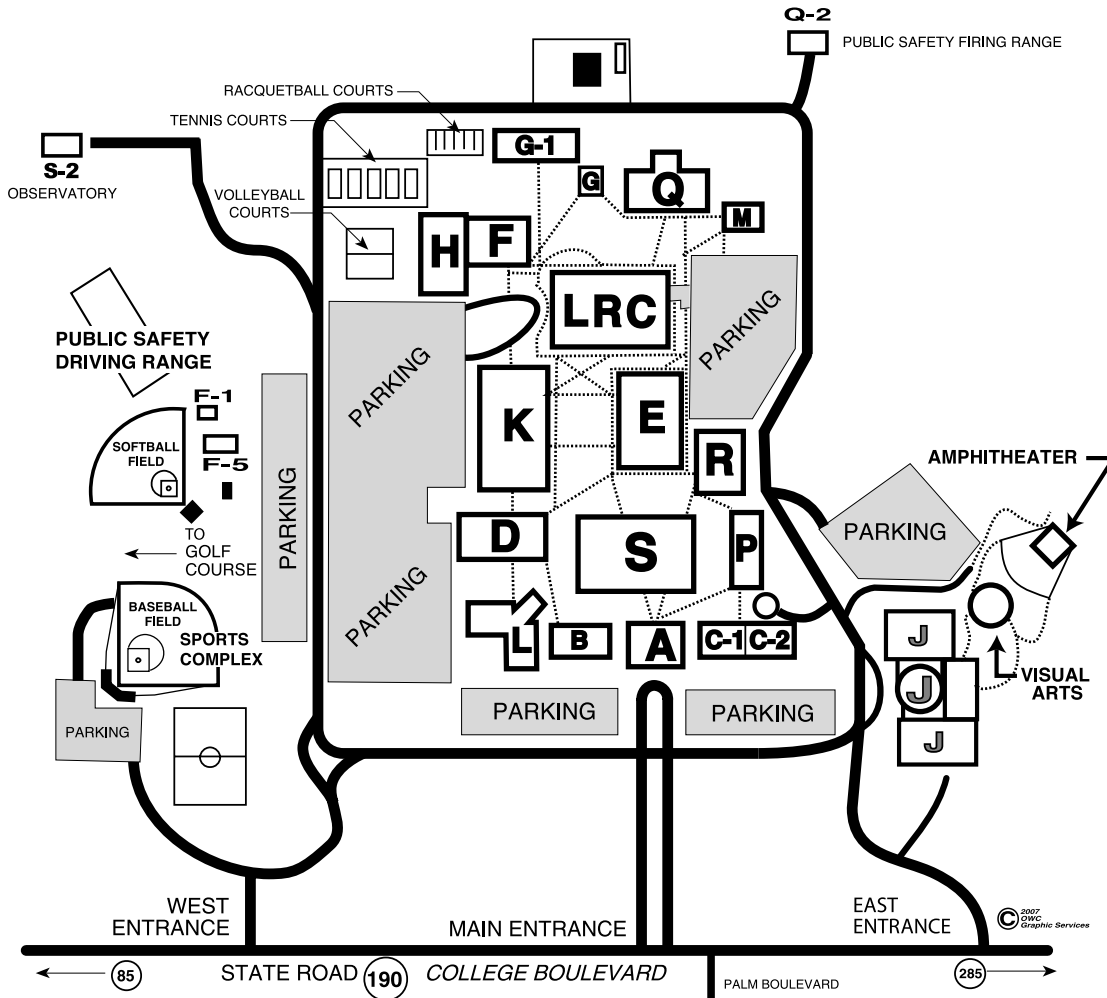 Q-2
PUBLIC SAFETY FIRING RANGE
RACQUETBALL COURTS
TENNIS COURTS
G-1
S-2
OBSERVATORY
G
Q
VOLLEYBALL
COURTS
M
H
F
LRC
PARKING
PUBLIC SAFETY
DRIVING RANGE
PARKING
F-1
K
E
SOFTBALL
FIELD
F-5
R
AMPHITHEATER
PARKING
TO
GOLF
COURSE
D
S
P
PARKING
PARKING
BASEBALL
FIELD
SPORTS
COMPLEX
L
B
A
C-1
C-2
J
J
J
VISUAL
ARTS
PARKING
PARKING
PARKING
WEST
ENTRANCE
MAIN ENTRANCE
EAST
ENTRANCE
© 2007
OWC
Graphic Services
85
STATE ROAD 190 COLLEGE BOULEVARD
285
PALM BOULEVARD